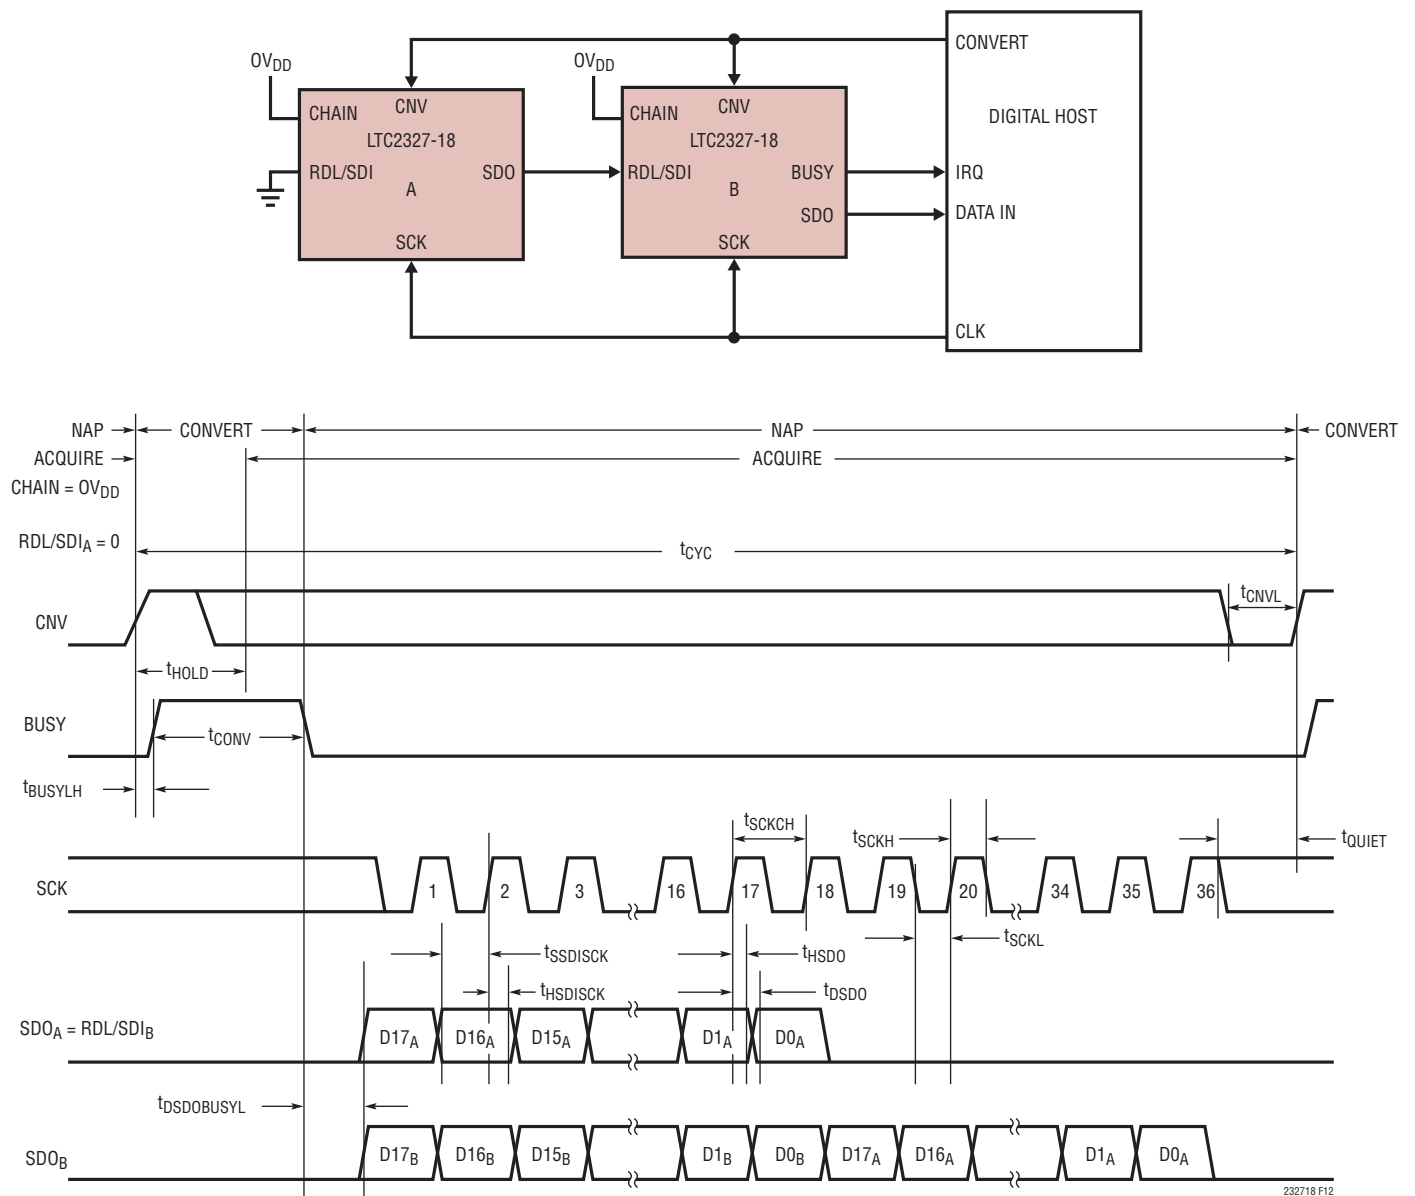 CONVERT
OVDD
OVDD
CHAIN
CNV
LTC2327-18
RDL/SDI
SDO
A
SCK
CHAIN
CNV
LTC2327-18
RDL/SDI
BUSY
B
SDO
SCK
DIGITAL HOST
IRQ
DATA IN
CLK
NAP CONVERT NAP CONVERT
ACQUIRE ACQUIRE
CHAIN = OVDD
RDL/SDIA = 0
tCYC
CNV
tCNVL
tHOLD
BUSY
tCONV
tBUSYLH
tSCKCH
tSCKH
tQUIET
SCK
1 2 3 16 17 18 19 20 34 35 36
tSSDISCK
tHSDO
tSCKL
tHSDISCK
tDSDO
SDOA = RDL/SDIB
D17A D16A D15A D1A D0A
tDSDOBUSYL
SDOB
D17B D16B D15B D1B D0B D17A D16A D1A D0A
232718 F12